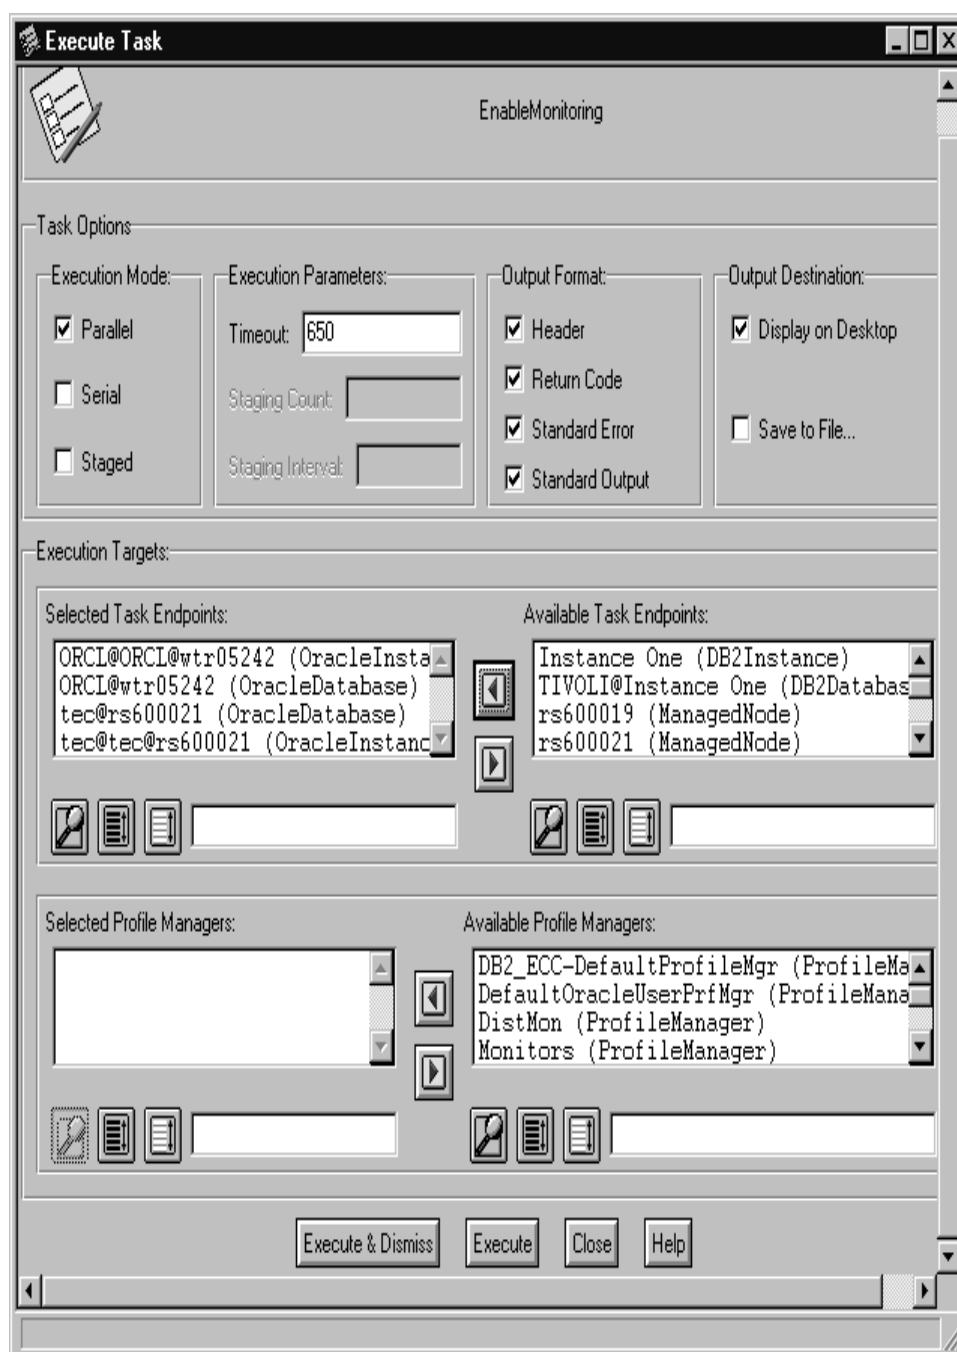 Execute Task
EnableMonitoring
Task Options
Execution Mode:
Parallel
Serial
Staged
Execution Parameters:
Timeout: 650
Staging Count:
Staging Interval:
Output Format:
Header
Return Code
Standard Error
Standard Output
Output Destination:
Display on Desktop
Save to File...
Execution Targets:
Selected Task Endpoints:
ORCL@ORCL@wtr05242 (OracleInsta
ORCL@wtr05242 (OracleDatabase)
tec@rs600021 (OracleDatabase)
tec@tec@rs600021 (OracleInstanc
Available Task Endpoints:
Instance One (DB2Instance)
TIVOLI@Instance One (DB2Databas
rs600019 (ManagedNode)
rs600021 (ManagedNode)
Selected Profile Managers:
Available Profile Managers:
DB2_ECC-DefaultProfileMgr (ProfileMa
DefaultOracleUserPrfMgr (ProfileMana
DistMon (ProfileManager)
Monitors (ProfileManager)
Execute & Dismiss
Execute
Close
Help